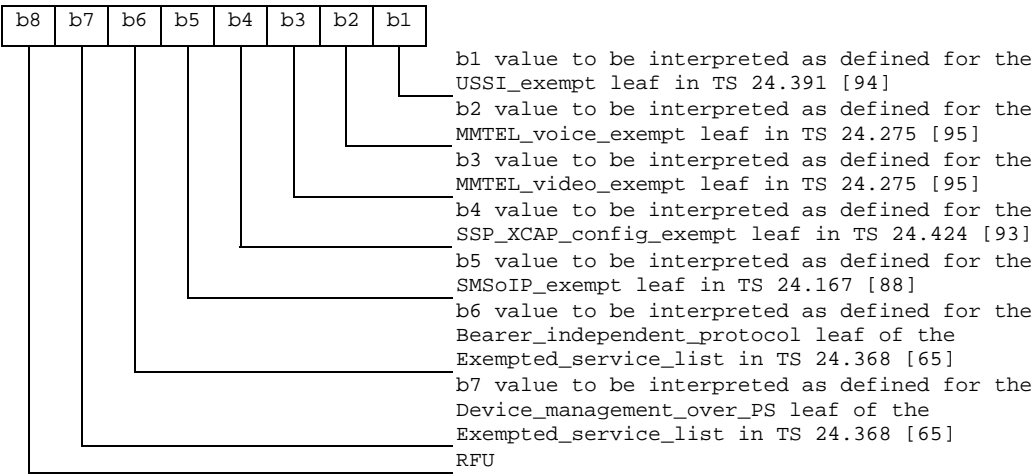 b8 b7 b6 b5 b4 b3 b2 b1
b1 value to be interpreted as defined for the
USSI_exempt leaf in TS 24.391 [94]
b2 value to be interpreted as defined for the
MMTEL_voice_exempt leaf in TS 24.275 [95]
b3 value to be interpreted as defined for the
MMTEL_video_exempt leaf in TS 24.275 [95]
b4 value to be interpreted as defined for the
SSP_XCAP_config_exempt leaf in TS 24.424 [93]
b5 value to be interpreted as defined for the
SMSoIP_exempt leaf in TS 24.167 [88]
b6 value to be interpreted as defined for the
Bearer_independent_protocol leaf of the
Exempted_service_list in TS 24.368 [65]
b7 value to be interpreted as defined for the
Device_management_over_PS leaf of the
Exempted_service_list in TS 24.368 [65]
RFU